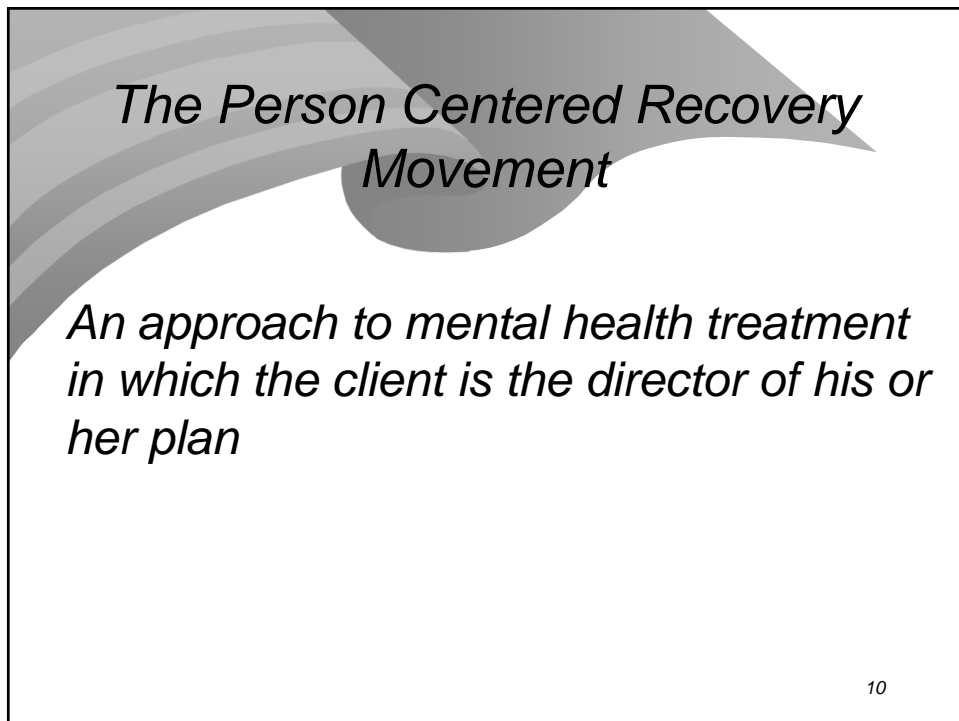 The Person Centered Recovery
Movement
An approach to mental health treatment
in which the client is the director of his or
her plan
10